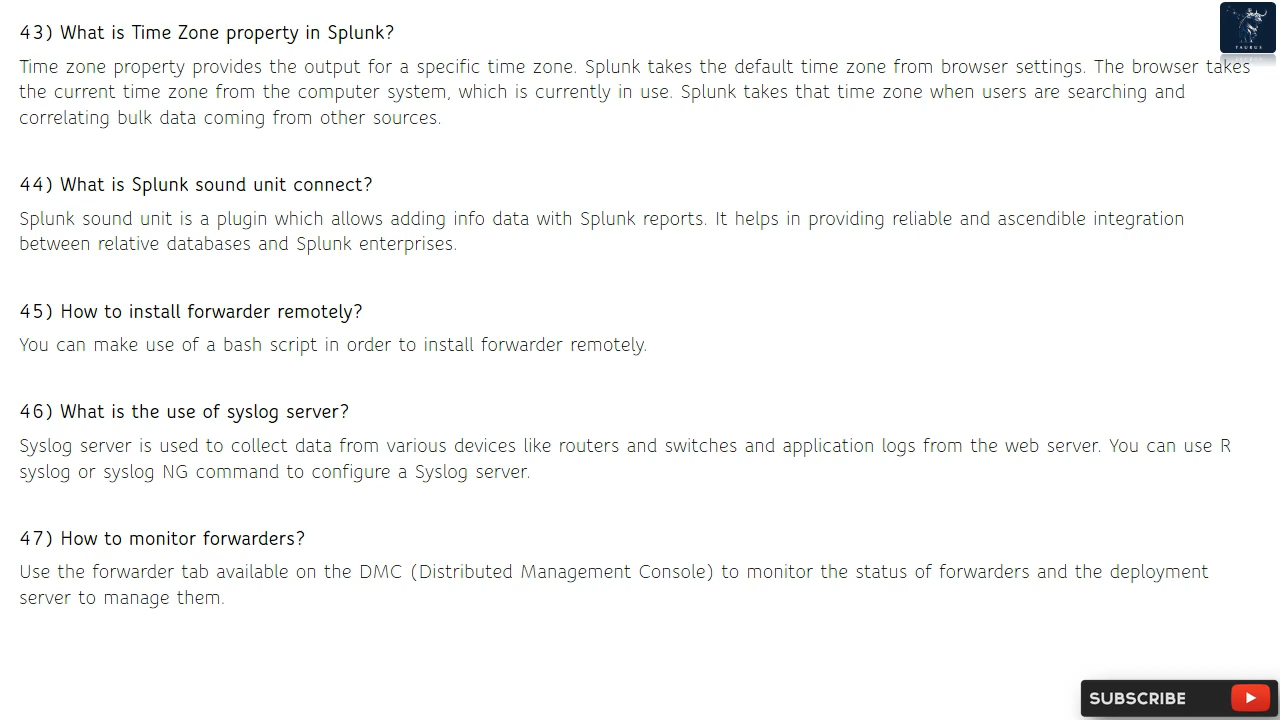 43) What is Time Zone property in Splunk?
Time zone property provides the output for a specific time zone. Splunk takes the default time zone from browser settings. The browser takes
the current time zone from the computer system, which is currently in use. Splunk takes that time zone when users are searching and
correlating bulk data coming from other sources.
44) What is Splunk sound unit connect?
Splunk sound unit is a plugin which allows adding info data with Splunk reports. It helps in providing reliable and ascendible integration
between relative databases and Splunk enterprises.
45) How to install forwarder remotely?
You can make use of a bash script in order to install forwarder remotely.
46) What is the use of syslog server?
Syslog server is used to collect data from various devices like routers and switches and application logs from the web server. You can use R
syslog or syslog NG command to configure a Syslog server.
47) How to monitor forwarders?
Use the forwarder tab available on the DMC (Distributed Management Console) to monitor the status of forwarders and the deployment
server to manage them.
TAURUS
SUBSCRIBE